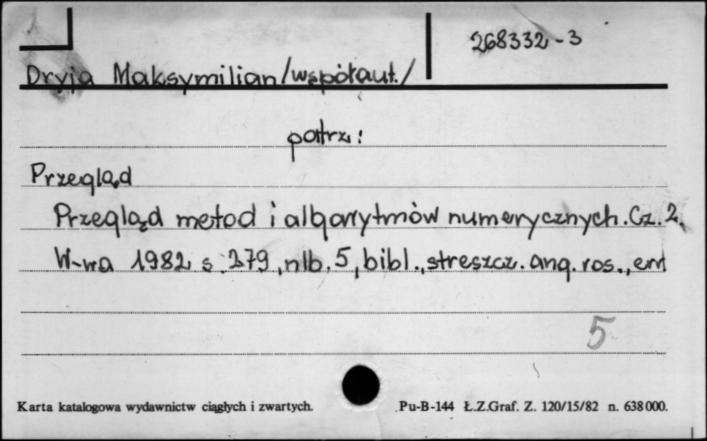 268332-3
Dryja Maksymilian/współaut./
patrz:
Przegląd
Przegląd metod i algorytmów numerycznych. Cz. 2.
W-wa 1982 s. 279, nlb. 5, bibl., streszcz. ang. ros., err
5
Karta katalogowa wydawnictw ciągłych i zwartych. Pu-B-144 Ł.Z.Graf. Z. 120/15/82 n. 638000.